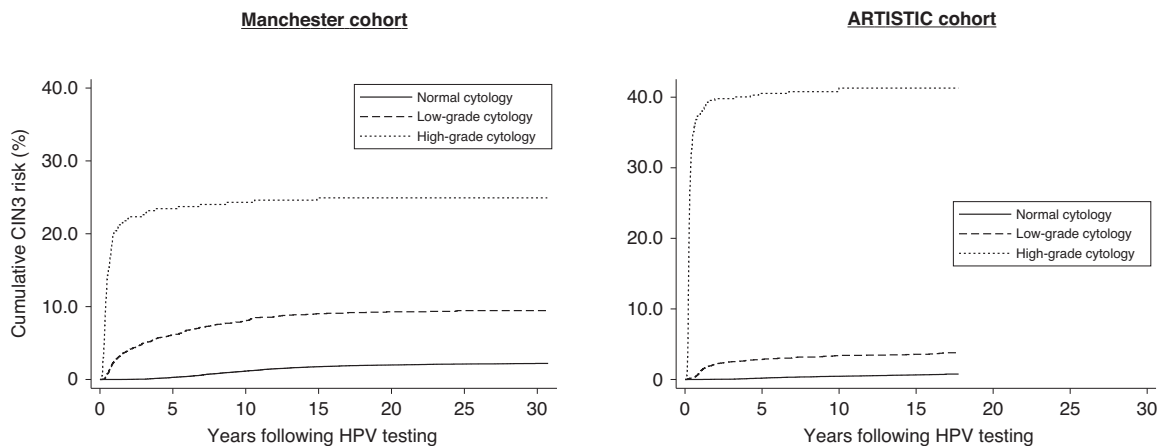 Manchester cohort
Cumulative CIN3 risk (%)
40.0
30.0
20.0
10.0
0
0 5 10 15 20 25 30
Years following HPV testing
Normal cytology
Low-grade cytology
High-grade cytology
ARTISTIC cohort
40.0
30.0
20.0
10.0
0
0 5 10 15 20 25 30
Years following HPV testing
Normal cytology
Low-grade cytology
High-grade cytology